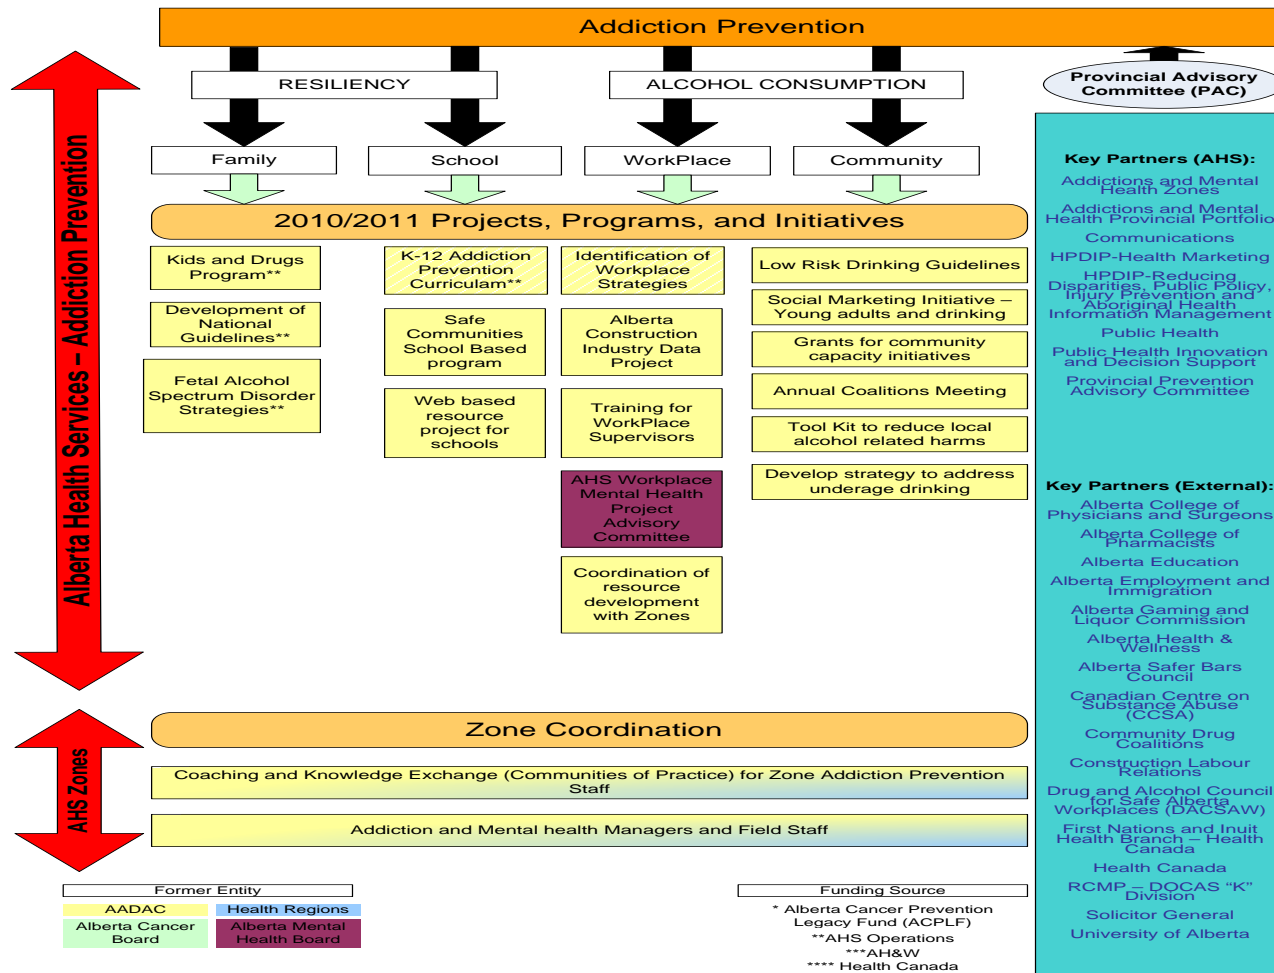 Addiction Prevention
RESILIENCY
ALCOHOL CONSUMPTION
Provincial Advisory
Committee (PAC)
Family
School
WorkPlace
Community
2010/2011 Projects, Programs, and Initiatives
Kids and Drugs
Program**
Development of
National
Guidelines**
Fetal Alcohol
Spectrum Disorder
Strategies**
K-12 Addiction
Prevention
Curriculam**
Safe
Communities
School Based
program
Web based
resource
project for
schools
Identification of
Workplace
Strategies
Alberta
Construction
Industry Data
Project
Training for
WorkPlace
Supervisors
AHS Workplace
Mental Health
Project
Advisory
Committee
Coordination of
resource
development
with Zones
Low Risk Drinking Guidelines
Social Marketing Initiative –
Young adults and drinking
Grants for community
capacity initiatives
Annual Coalitions Meeting
Tool Kit to reduce local
alcohol related harms
Develop strategy to address
underage drinking
Alberta Health Services – Addiction Prevention
Key Partners (AHS):
Addictions and Mental
Health Zones
Addictions and Mental
Health Provincial Portfolio
Communications
HPDIP-Health Marketing
HPDIP-Reducing
Disparities, Public Policy,
Injury Prevention and
Aboriginal Health
Information Management
Public Health
Public Health Innovation
and Decision Support
Provincial Prevention
Advisory Committee
Key Partners (External):
Alberta College of
Physicians and Surgeons
Alberta College of
Pharmacists
Alberta Education
Alberta Employment and
Immigration
Alberta Gaming and
Liquor Commission
Alberta Health &
Wellness
Alberta Safer Bars
Council
Canadian Centre on
Substance Abuse
(CCSA)
Community Drug
Coalitions
Construction Labour
Relations
Drug and Alcohol Council
for Safe Alberta
Workplaces (DACSAW)
First Nations and Inuit
Health Branch – Health
Canada
Health Canada
RCMP – DOCAS “K”
Division
Solicitor General
University of Alberta
AHS Zones
Zone Coordination
Coaching and Knowledge Exchange (Communities of Practice) for Zone Addiction Prevention
Staff
Addiction and Mental health Managers and Field Staff
Former Entity
AADAC
Health Regions
Alberta Cancer
Board
Alberta Mental
Health Board
Funding Source
* Alberta Cancer Prevention
Legacy Fund (ACPLF)
**AHS Operations
***AH&W
**** Health Canada